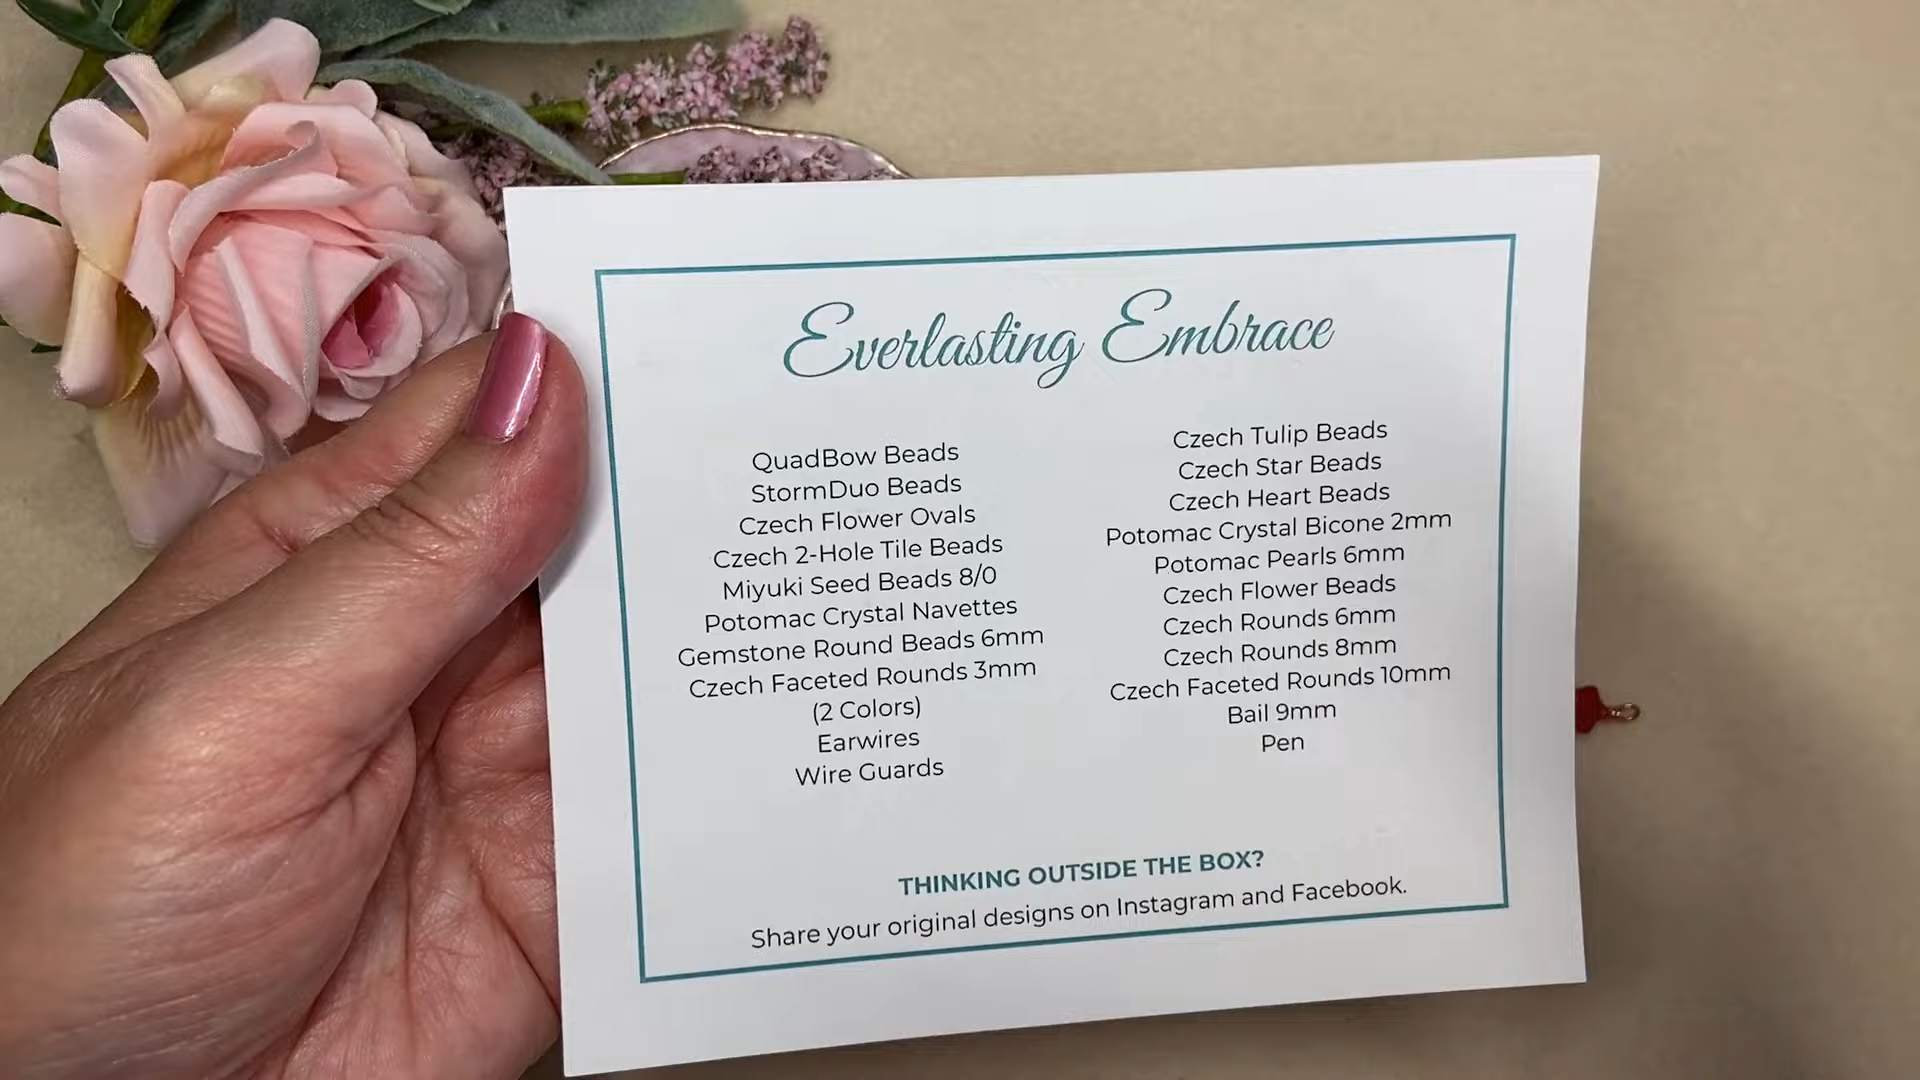 Everlasting Embrace
QuadBow Beads
StormDuo Beads
Czech Flower Ovals
Czech 2-Hole Tile Beads
Miyuki Seed Beads 8/0
Potomac Crystal Navettes
Gemstone Round Beads 6mm
Czech Faceted Rounds 3mm
(2 Colors)
Earwires
Wire Guards
Czech Tulip Beads
Czech Star Beads
Czech Heart Beads
Potomac Crystal Bicone 2mm
Potomac Pearls 6mm
Czech Flower Beads
Czech Rounds 6mm
Czech Rounds 8mm
Czech Faceted Rounds 10mm
Bail 9mm
Pen
THINKING OUTSIDE THE BOX?
Share your original designs on Instagram and Facebook.